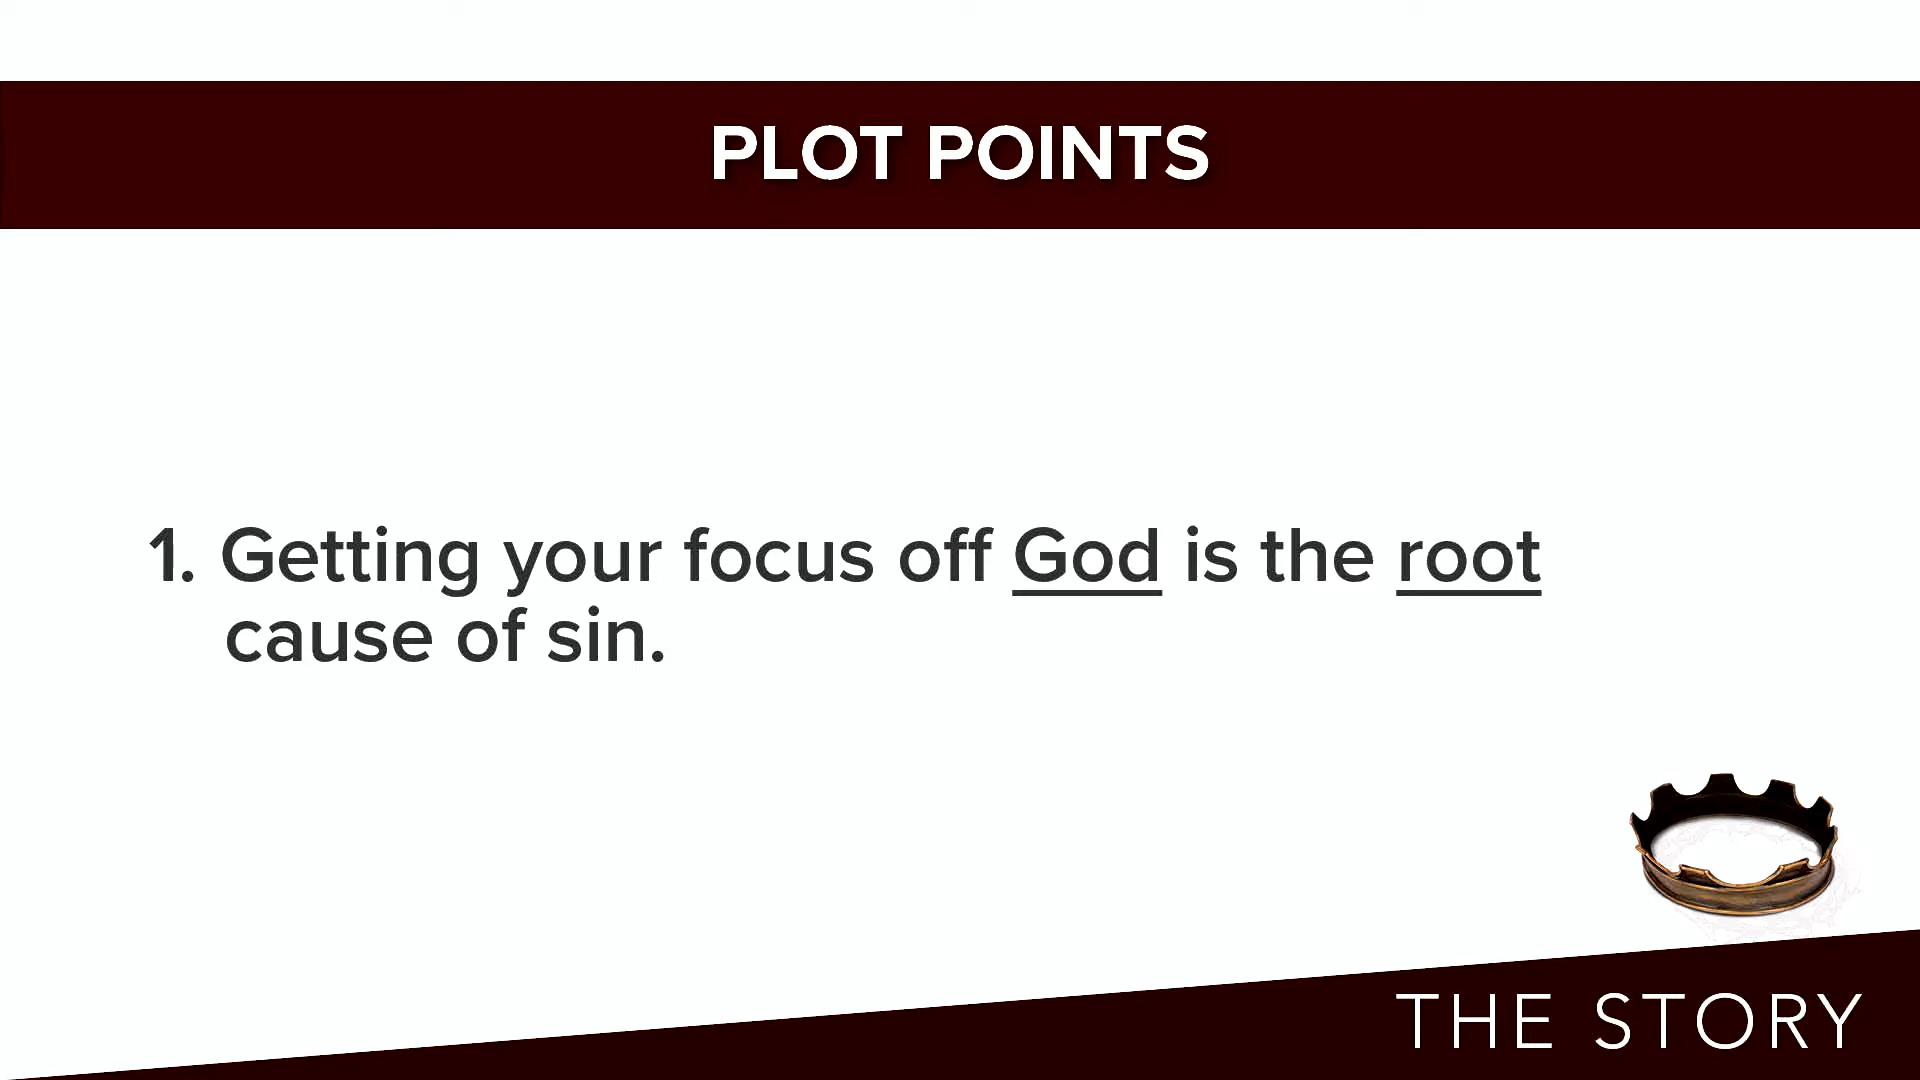 PLOT POINTS
1. Getting your focus off God is the root
cause of sin.
THE STORY